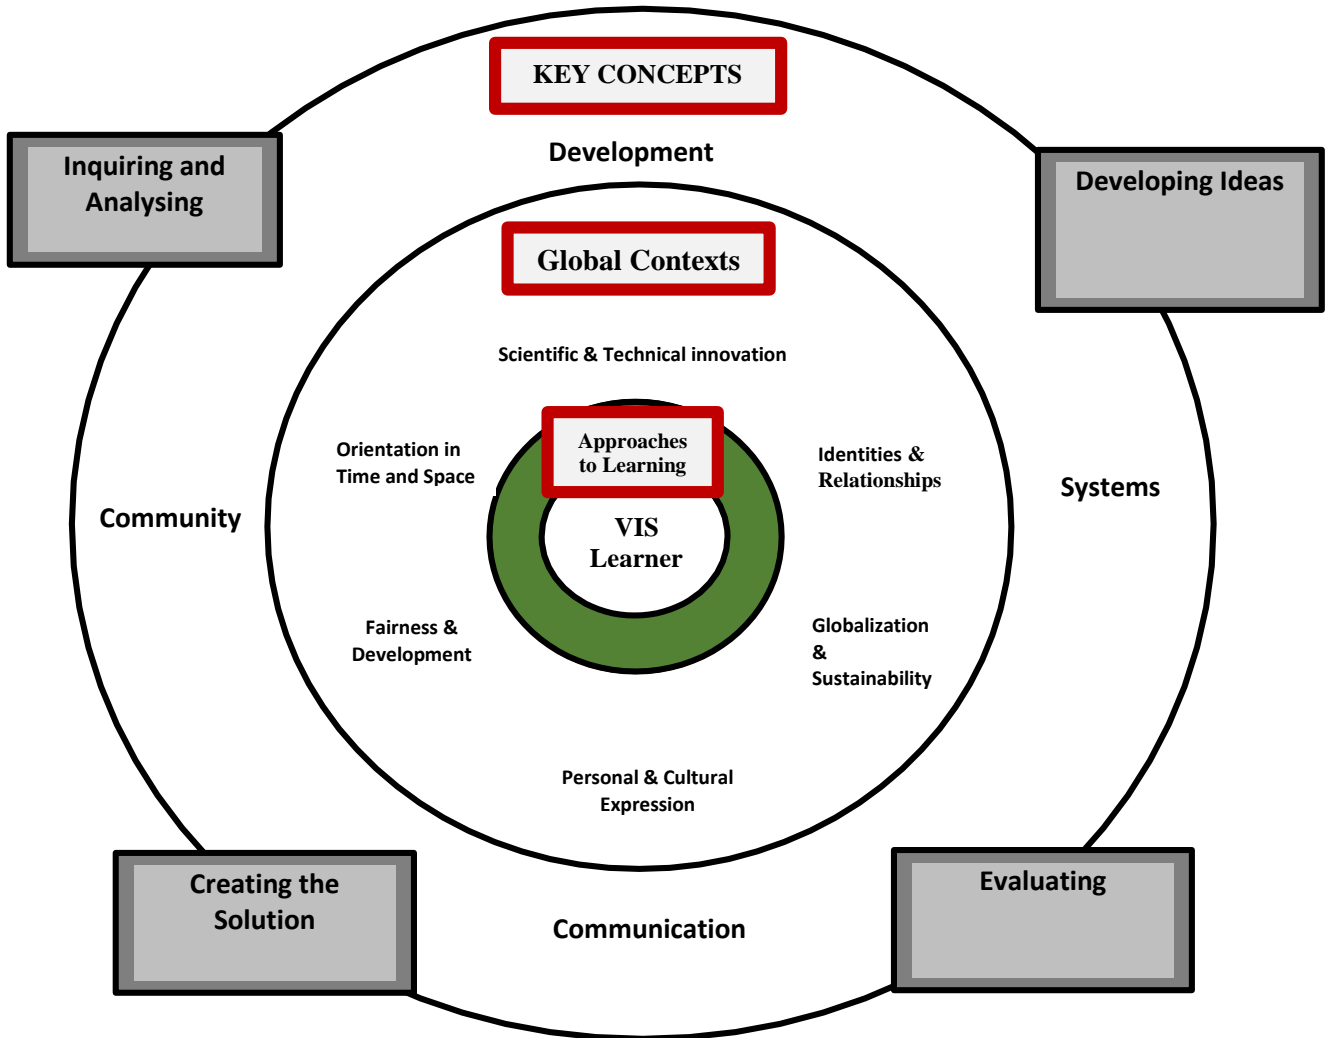 KEY CONCEPTS
Development
Inquiring and
Analysing
Developing Ideas
Global Contexts
Scientific & Technical innovation
Orientation in
Time and Space
Approaches
to Learning
Identities &
Relationships
Community
VIS
Learner
Systems
Fairness &
Development
Globalization
&
Sustainability
Personal & Cultural
Expression
Creating the
Solution
Communication
Evaluating